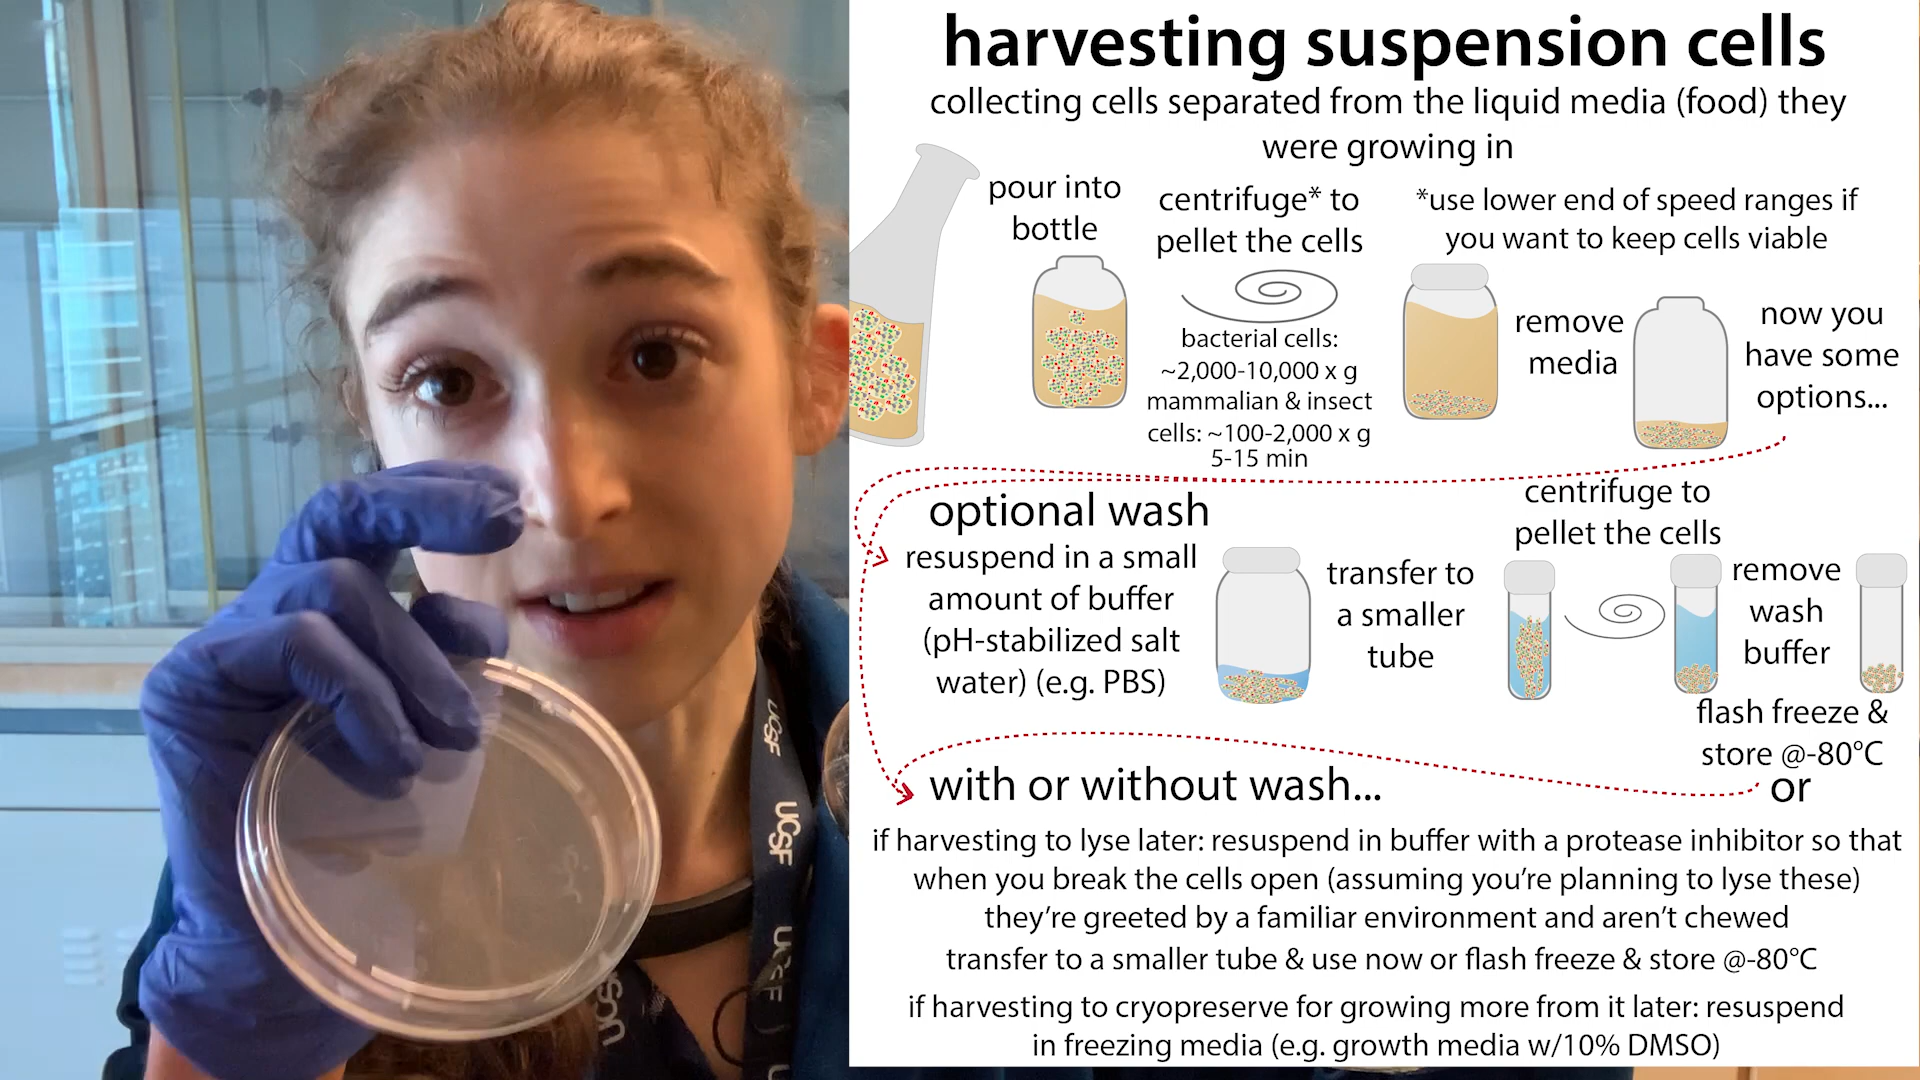 harvesting suspension cells
collecting cells separated from the liquid media (food) they
were growing in
pour into
bottle
centrifuge* to
pellet the cells
bacterial cells:
~2,000-10,000 x g
mammalian & insect
cells: ~100-2,000 x g
5-15 min
*use lower end of speed ranges if
you want to keep cells viable
remove
media
now you
have some
options...
optional wash
resuspend in a small
amount of buffer
(pH-stabilized salt
water) (e.g. PBS)
transfer to
a smaller
tube
centrifuge to
pellet the cells
remove
wash
buffer
flash freeze &
store @-80°C
or
with or without wash...
if harvesting to lyse later: resuspend in buffer with a protease inhibitor so that
when you break the cells open (assuming you're planning to lyse these)
they're greeted by a familiar environment and aren't chewed
transfer to a smaller tube & use now or flash freeze & store @-80°C
if harvesting to cryopreserve for growing more from it later: resuspend
in freezing media (e.g. growth media w/10% DMSO)
UCSF
UCSF
UCSF